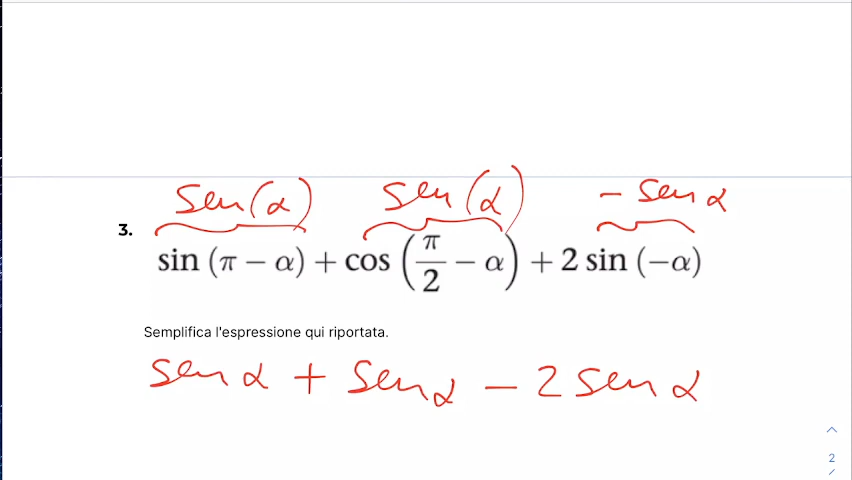 sen(α) sen(α) - sen α
3. sin (π − α) + cos (π/2 − α) + 2 sin (−α)
Semplifica l'espressione qui riportata.
sen α + sen α - 2 sen α
2